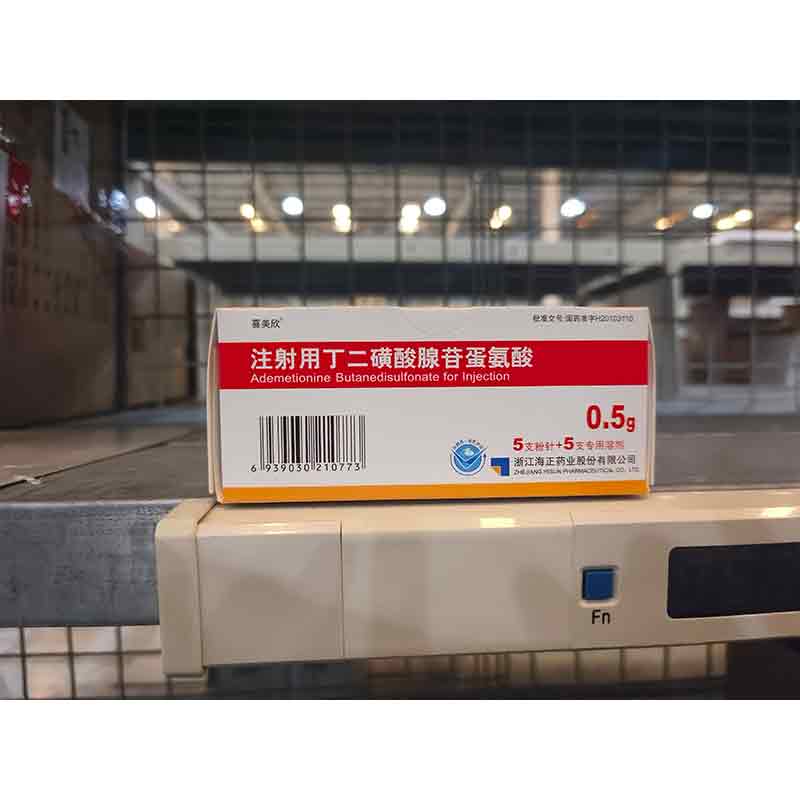 喜美欣®
批准文号:国药准字H20103110
注射用丁二磺酸腺苷蛋氨酸
Ademetionine Butanedisulfonate for Injection
0.5g
5支粉针+5支专用溶剂
6 939030 210773
浙江海正药业股份有限公司
ZHEJIANG HISUN PHARMACEUTICAL CO., LTD.
Fn